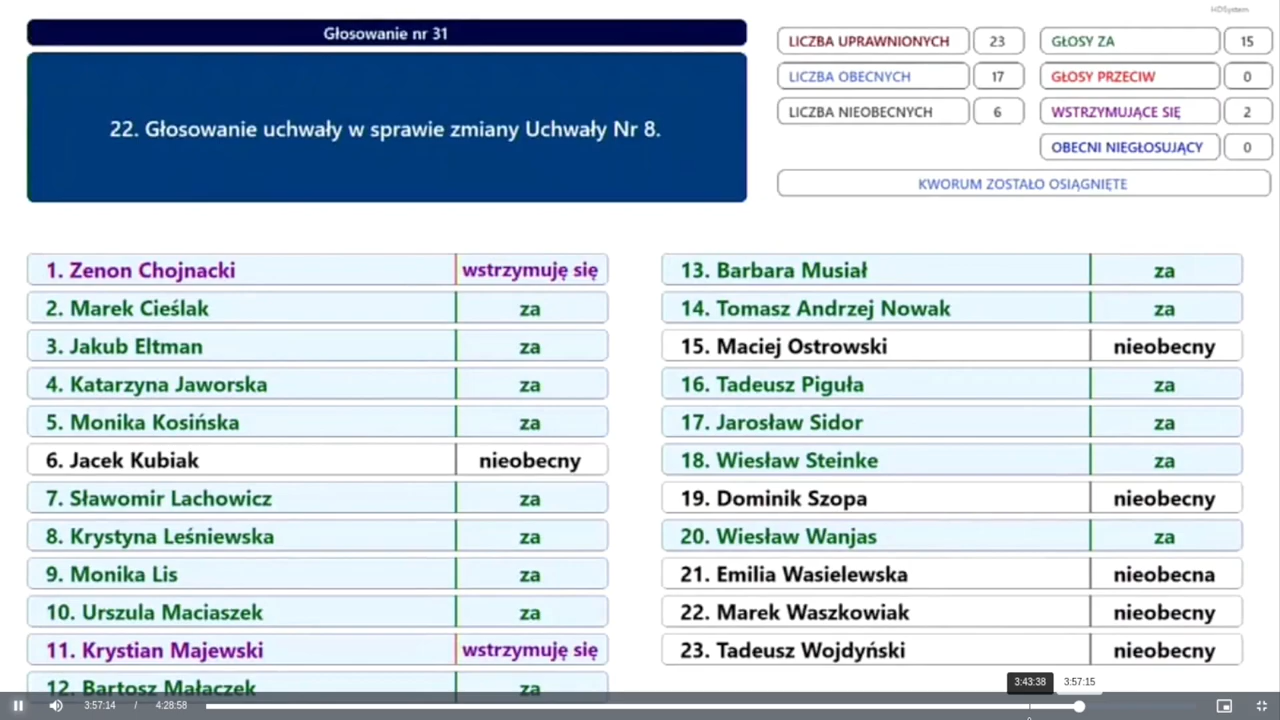 HDSystem
Głosowanie nr 31
22. Głosowanie uchwały w sprawie zmiany Uchwały Nr 8.
LICZBA UPRAWNIONYCH 23
LICZBA OBECNYCH 17
LICZBA NIEOBECNYCH 6
GŁOSY ZA 15
GŁOSY PRZECIW 0
WSTRZYMUJĄCE SIĘ 2
OBECNI NIEGŁOSUJĄCY 0
KWORUM ZOSTAŁO OSIĄGNIĘTE
1. Zenon Chojnacki wstrzymuję się
2. Marek Cieślak za
3. Jakub Eltman za
4. Katarzyna Jaworska za
5. Monika Kosińska za
6. Jacek Kubiak nieobecny
7. Sławomir Lachowicz za
8. Krystyna Leśniewska za
9. Monika Lis za
10. Urszula Maciaszek za
11. Krystian Majewski wstrzymuję się
12. Bartosz Małaczek za
13. Barbara Musiał za
14. Tomasz Andrzej Nowak za
15. Maciej Ostrowski nieobecny
16. Tadeusz Piguła za
17. Jarosław Sidor za
18. Wiesław Steinke za
19. Dominik Szopa nieobecny
20. Wiesław Wanjas za
21. Emilia Wasielewska nieobecna
22. Marek Waszkowiak nieobecny
23. Tadeusz Wojdyński nieobecny
3:43:38 3:57:15
3:57:14 / 4:28:58